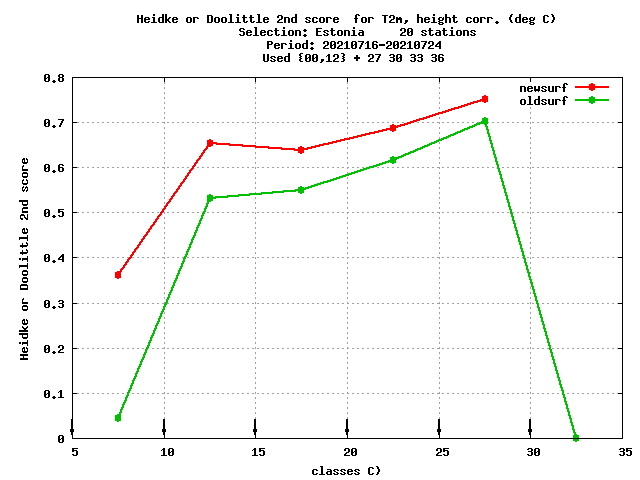 Heidke or Doolittle 2nd score  for T2m, height corr. (deg C)
Selection: Estonia     20 stations
Period: 20210716-20210724
Used {00,12} + 27 30 33 36
newsurf
oldsurf
Heidke or Doolittle 2nd score
0.8
0.7
0.6
0.5
0.4
0.3
0.2
0.1
0
5 10 15 20 25 30 35
classes C)